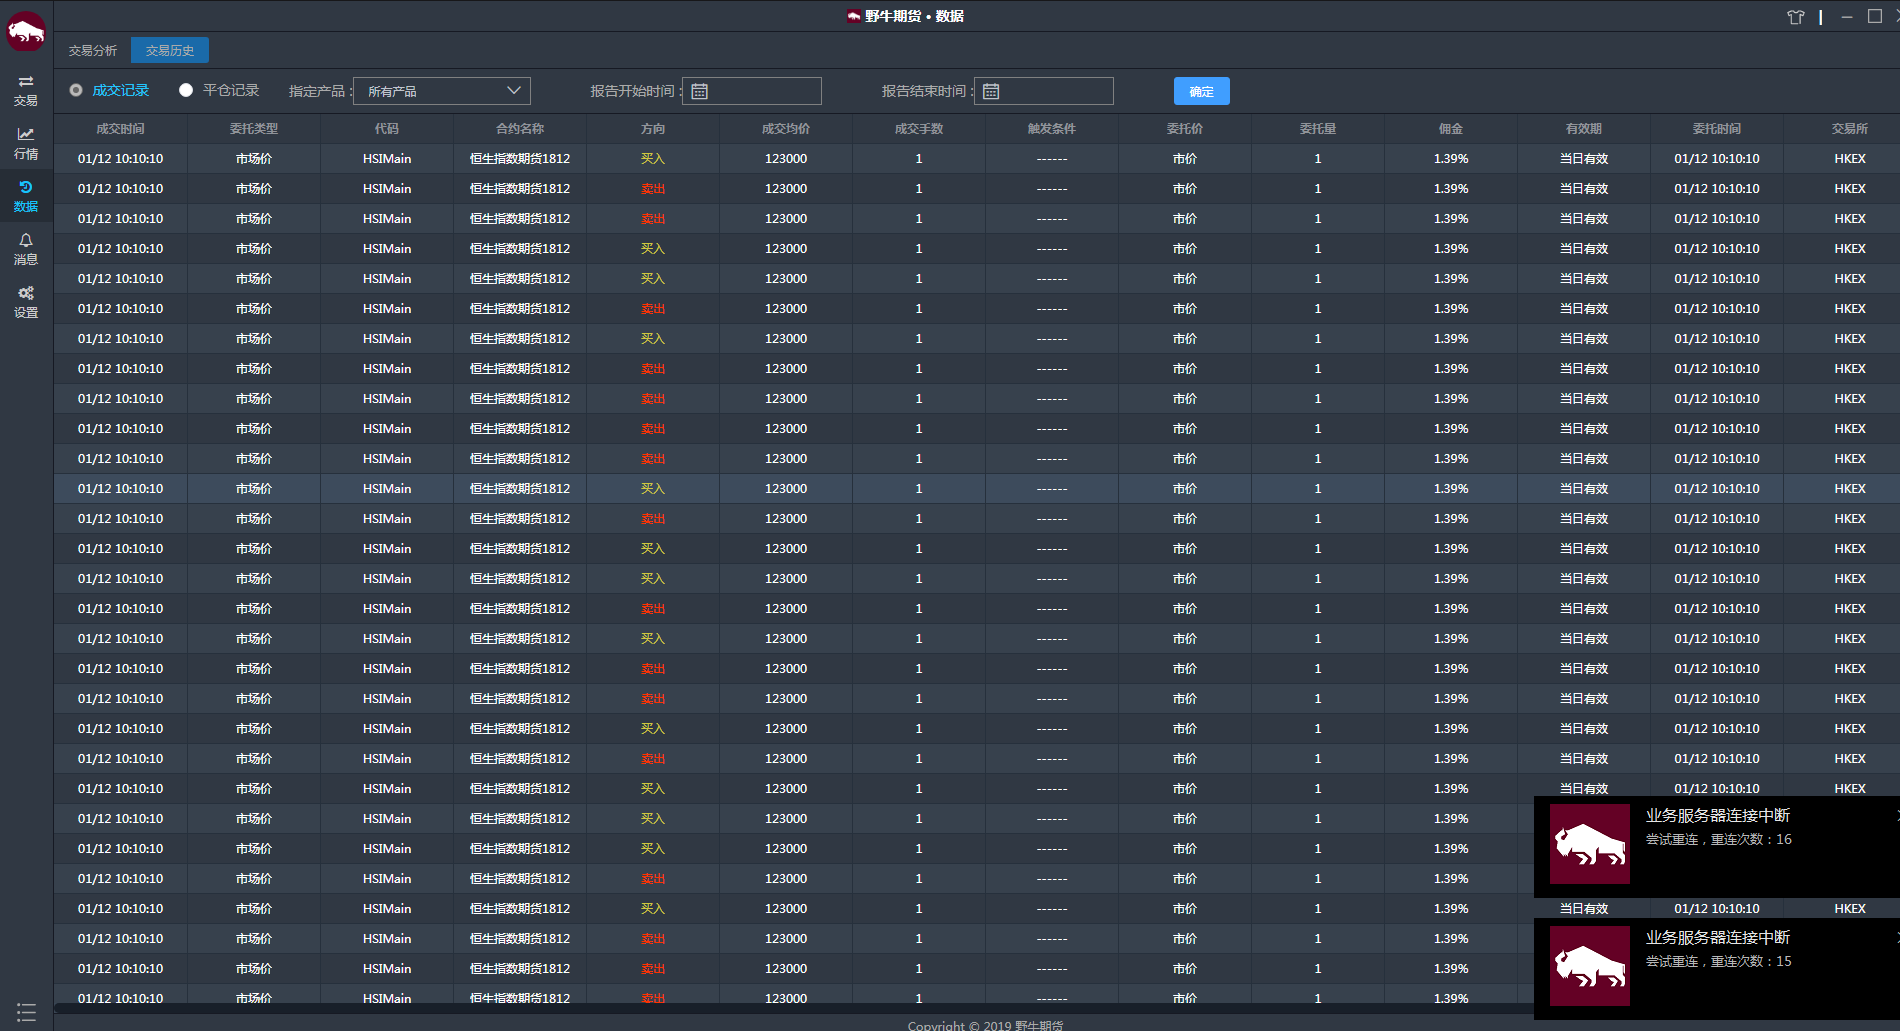 野牛期货 • 数据
交易分析 交易历史
成交记录 平仓记录 指定产品 : 所有产品 报告开始时间 : 报告结束时间 : 确定
交易
行情
数据
消息
设置
成交时间 委托类型 代码 合约名称 方向 成交均价 成交手数 触发条件 委托价 委托量 佣金 有效期 委托时间 交易所
01/12 10:10:10 市场价 HSIMain 恒生指数期货1812 买入 123000 1 ------ 市价 1 1.39% 当日有效 01/12 10:10:10 HKEX
01/12 10:10:10 市场价 HSIMain 恒生指数期货1812 卖出 123000 1 ------ 市价 1 1.39% 当日有效 01/12 10:10:10 HKEX
01/12 10:10:10 市场价 HSIMain 恒生指数期货1812 卖出 123000 1 ------ 市价 1 1.39% 当日有效 01/12 10:10:10 HKEX
01/12 10:10:10 市场价 HSIMain 恒生指数期货1812 买入 123000 1 ------ 市价 1 1.39% 当日有效 01/12 10:10:10 HKEX
01/12 10:10:10 市场价 HSIMain 恒生指数期货1812 买入 123000 1 ------ 市价 1 1.39% 当日有效 01/12 10:10:10 HKEX
01/12 10:10:10 市场价 HSIMain 恒生指数期货1812 卖出 123000 1 ------ 市价 1 1.39% 当日有效 01/12 10:10:10 HKEX
01/12 10:10:10 市场价 HSIMain 恒生指数期货1812 买入 123000 1 ------ 市价 1 1.39% 当日有效 01/12 10:10:10 HKEX
01/12 10:10:10 市场价 HSIMain 恒生指数期货1812 卖出 123000 1 ------ 市价 1 1.39% 当日有效 01/12 10:10:10 HKEX
01/12 10:10:10 市场价 HSIMain 恒生指数期货1812 卖出 123000 1 ------ 市价 1 1.39% 当日有效 01/12 10:10:10 HKEX
01/12 10:10:10 市场价 HSIMain 恒生指数期货1812 卖出 123000 1 ------ 市价 1 1.39% 当日有效 01/12 10:10:10 HKEX
01/12 10:10:10 市场价 HSIMain 恒生指数期货1812 卖出 123000 1 ------ 市价 1 1.39% 当日有效 01/12 10:10:10 HKEX
01/12 10:10:10 市场价 HSIMain 恒生指数期货1812 买入 123000 1 ------ 市价 1 1.39% 当日有效 01/12 10:10:10 HKEX
01/12 10:10:10 市场价 HSIMain 恒生指数期货1812 卖出 123000 1 ------ 市价 1 1.39% 当日有效 01/12 10:10:10 HKEX
01/12 10:10:10 市场价 HSIMain 恒生指数期货1812 买入 123000 1 ------ 市价 1 1.39% 当日有效 01/12 10:10:10 HKEX
01/12 10:10:10 市场价 HSIMain 恒生指数期货1812 买入 123000 1 ------ 市价 1 1.39% 当日有效 01/12 10:10:10 HKEX
01/12 10:10:10 市场价 HSIMain 恒生指数期货1812 卖出 123000 1 ------ 市价 1 1.39% 当日有效 01/12 10:10:10 HKEX
01/12 10:10:10 市场价 HSIMain 恒生指数期货1812 买入 123000 1 ------ 市价 1 1.39% 当日有效 01/12 10:10:10 HKEX
01/12 10:10:10 市场价 HSIMain 恒生指数期货1812 卖出 123000 1 ------ 市价 1 1.39% 当日有效 01/12 10:10:10 HKEX
01/12 10:10:10 市场价 HSIMain 恒生指数期货1812 卖出 123000 1 ------ 市价 1 1.39% 当日有效 01/12 10:10:10 HKEX
01/12 10:10:10 市场价 HSIMain 恒生指数期货1812 买入 123000 1 ------ 市价 1 1.39% 当日有效 01/12 10:10:10 HKEX
01/12 10:10:10 市场价 HSIMain 恒生指数期货1812 卖出 123000 1 ------ 市价 1 1.39% 当日有效 01/12 10:10:10 HKEX
01/12 10:10:10 市场价 HSIMain 恒生指数期货1812 买入 123000 1 ------ 市价 1 1.39% 当日有效 01/12 10:10:10 HKEX
01/12 10:10:10 市场价 HSIMain 恒生指数期货1812 买入 123000 1 ------ 市价 1 1.39%
01/12 10:10:10 市场价 HSIMain 恒生指数期货1812 买入 123000 1 ------ 市价 1 1.39%
01/12 10:10:10 市场价 HSIMain 恒生指数期货1812 卖出 123000 1 ------ 市价 1 1.39%
01/12 10:10:10 市场价 HSIMain 恒生指数期货1812 买入 123000 1 ------ 市价 1 1.39% 当日有效 01/12 10:10:10 HKEX
01/12 10:10:10 市场价 HSIMain 恒生指数期货1812 卖出 123000 1 ------ 市价 1 1.39%
01/12 10:10:10 市场价 HSIMain 恒生指数期货1812 卖出 123000 1 ------ 市价 1 1.39%
01/12 10:10:10 市场价 HSIMain 恒生指数期货1812 卖出 123000 1 ------ 市价 1 1.39%
业务服务器连接中断
尝试重连，重连次数：16
业务服务器连接中断
尝试重连，重连次数：15
Copyright © 2019 野牛期货